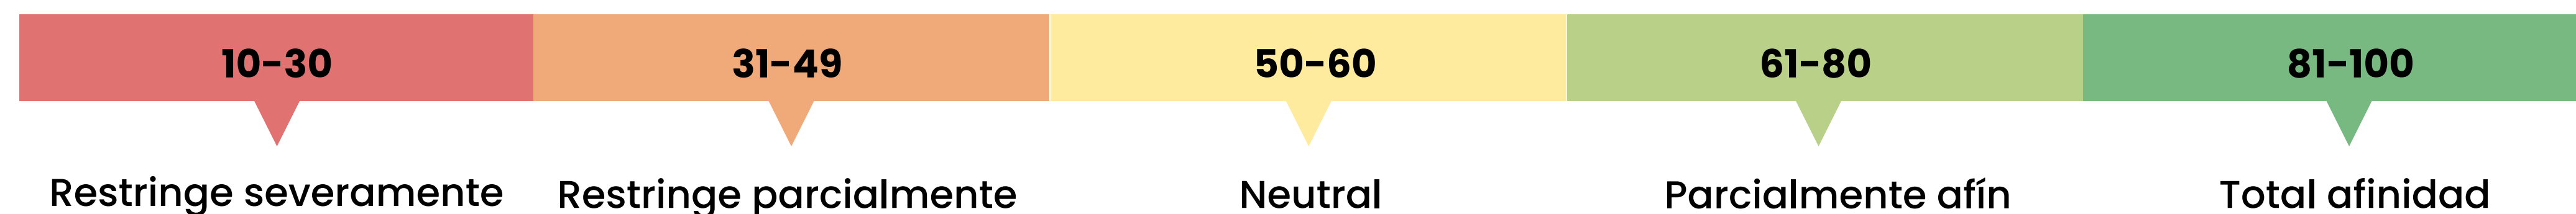 10-30 31-49 50-60 61-80 81-100
Restringe severamente Restringe parcialmente Neutral Parcialmente afín Total afinidad